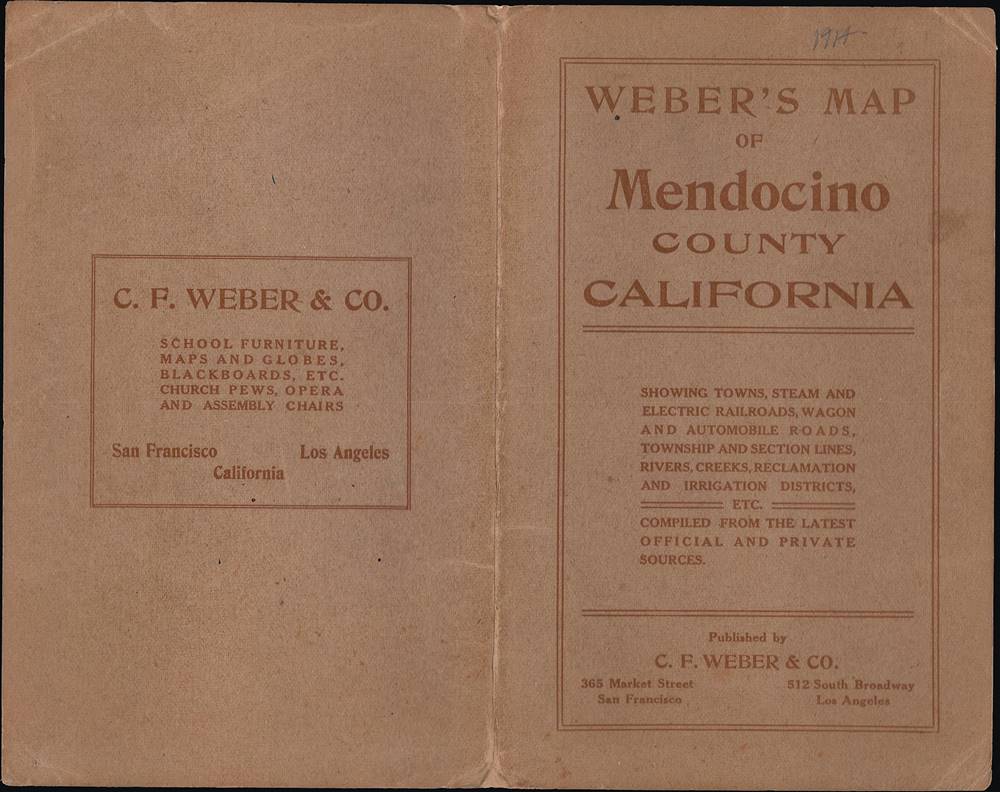 C. F. WEBER & CO.
SCHOOL FURNITURE,
MAPS AND GLOBES,
BLACKBOARDS, ETC.
CHURCH PEWS, OPERA
AND ASSEMBLY CHAIRS
San Francisco Los Angeles
California
1914
WEBER'S MAP
OF
Mendocino
COUNTY
CALIFORNIA
SHOWING TOWNS, STEAM AND
ELECTRIC RAILROADS, WAGON
AND AUTOMOBILE ROADS,
TOWNSHIP AND SECTION LINES,
RIVERS, CREEKS, RECLAMATION
AND IRRIGATION DISTRICTS,
ETC.
COMPILED FROM THE LATEST
OFFICIAL AND PRIVATE
SOURCES.
Published by
C. F. WEBER & CO.
365 Market Street 512 South Broadway
San Francisco Los Angeles